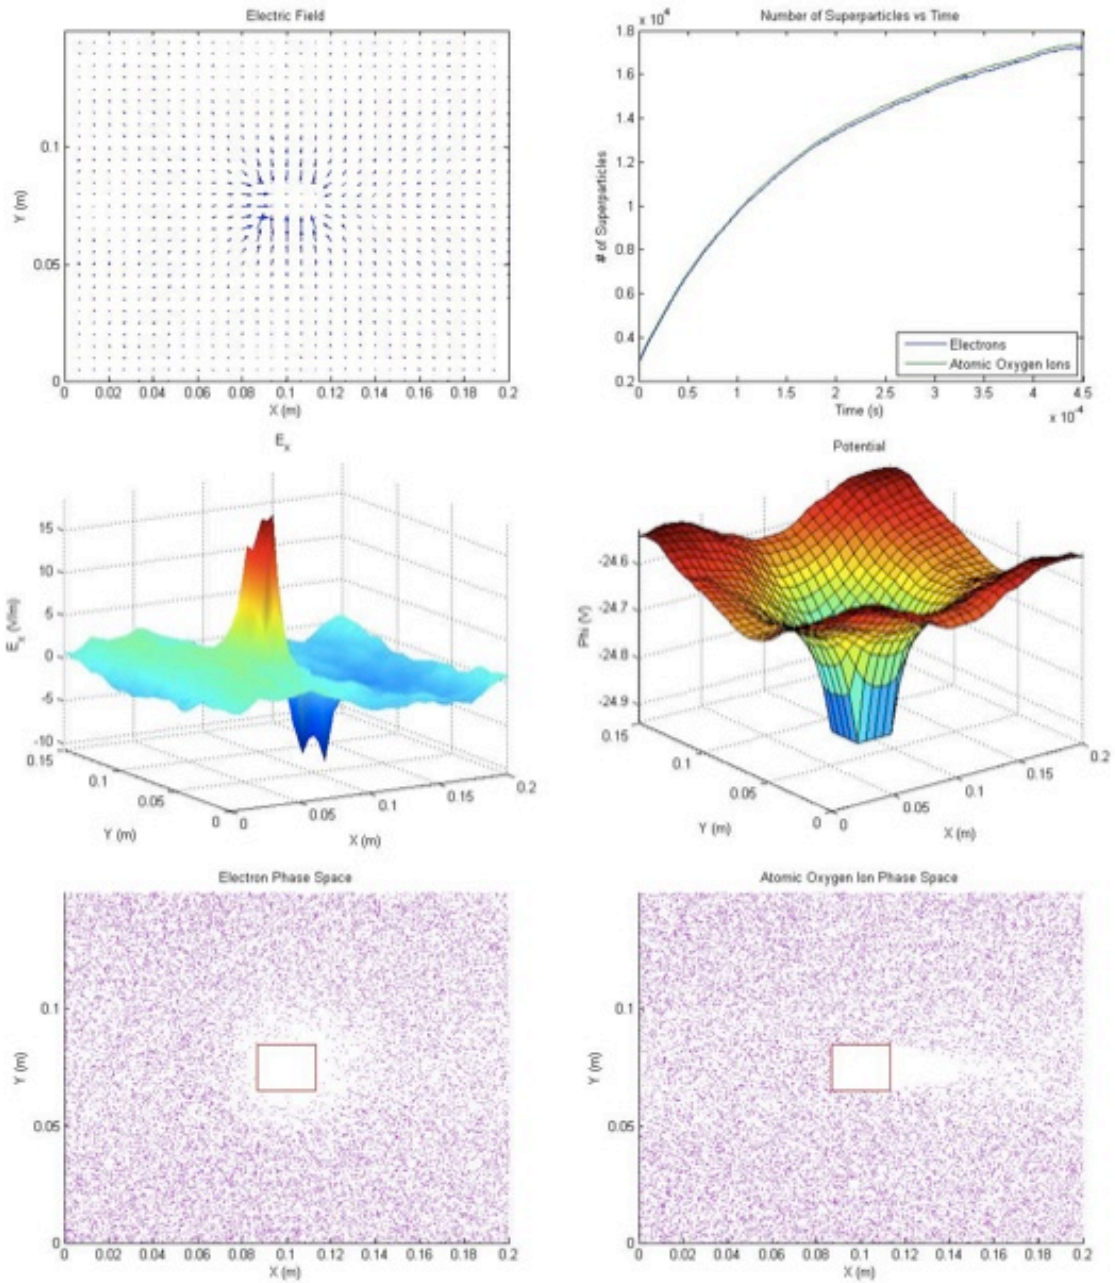 Electric Field
0.1
0.05
0
Y (m)
0 0.02 0.04 0.06 0.08 0.1 0.12 0.14 0.16 0.18 0.2
X (m)
Number of Superparticles vs Time
x 10⁴
1.8
1.6
1.4
1.2
1
0.8
0.6
0.4
0.2
# of Superparticles
Electrons
Atomic Oxygen Ions
0 0.5 1 1.5 2 2.5 3 3.5 4 4.5
Time (s)
x 10⁻⁴
Eₓ
15
10
5
0
-5
-10
Eₓ (V/m)
0.15
0.1
0.05
0
Y (m)
0
0.05
0.1
0.15
0.2
X (m)
Potential
-24.6
-24.7
-24.8
-24.9
Phi (V)
0.15
0.1
0.05
0
Y (m)
0
0.05
0.1
0.15
0.2
X (m)
Electron Phase Space
0.1
0.05
0
Y (m)
0 0.02 0.04 0.06 0.08 0.1 0.12 0.14 0.16 0.18 0.2
X (m)
Atomic Oxygen Ion Phase Space
0.1
0.05
0
Y (m)
0 0.02 0.04 0.06 0.08 0.1 0.12 0.14 0.16 0.18 0.2
X (m)